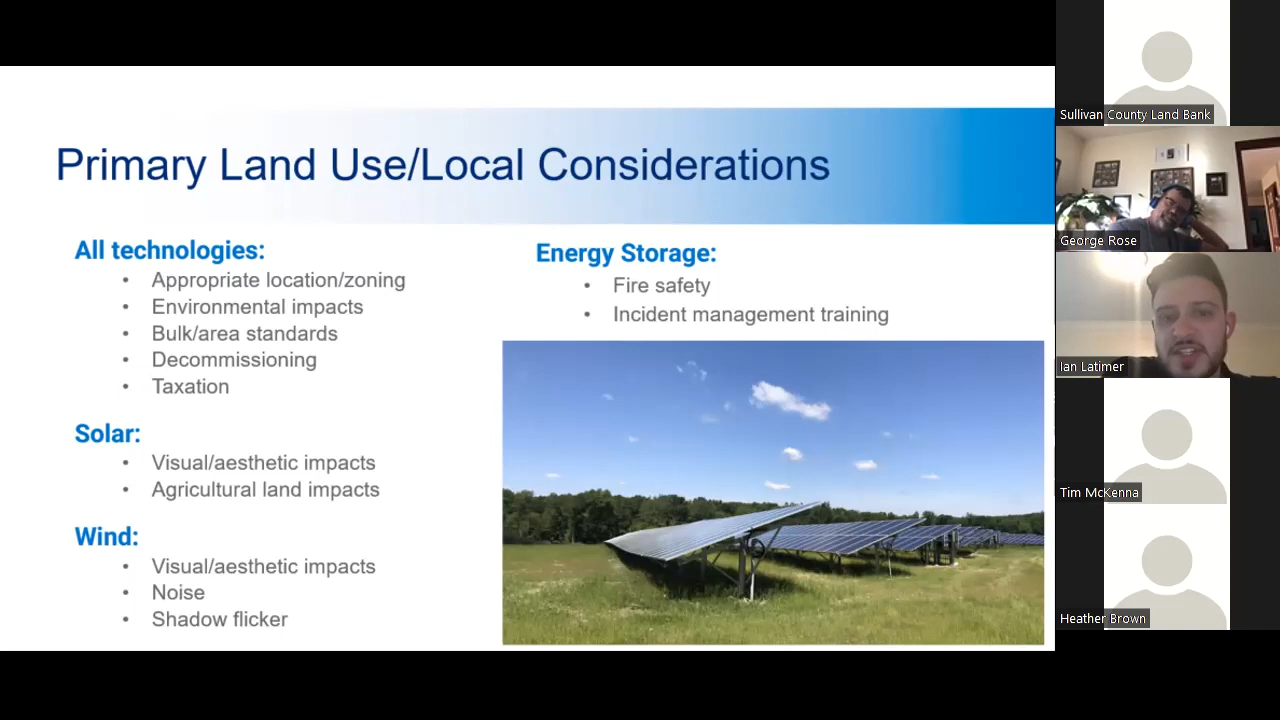 Primary Land Use/Local Considerations
All technologies:
• Appropriate location/zoning
• Environmental impacts
• Bulk/area standards
• Decommissioning
• Taxation
Solar:
• Visual/aesthetic impacts
• Agricultural land impacts
Wind:
• Visual/aesthetic impacts
• Noise
• Shadow flicker
Energy Storage:
• Fire safety
• Incident management training
Sullivan County Land Bank
George Rose
Ian Latimer
Tim McKenna
Heather Brown